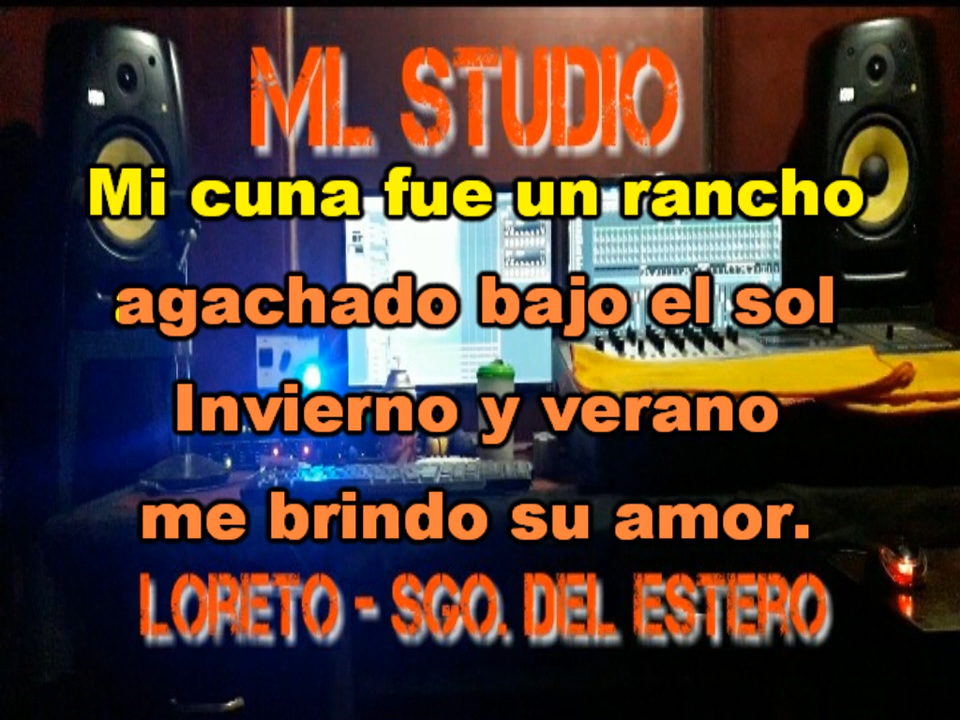 ML STUDIO
Mi cuna fue un rancho
agachado bajo el sol
Invierno y verano
me brindo su amor.
LORETO - SGO. DEL ESTERO